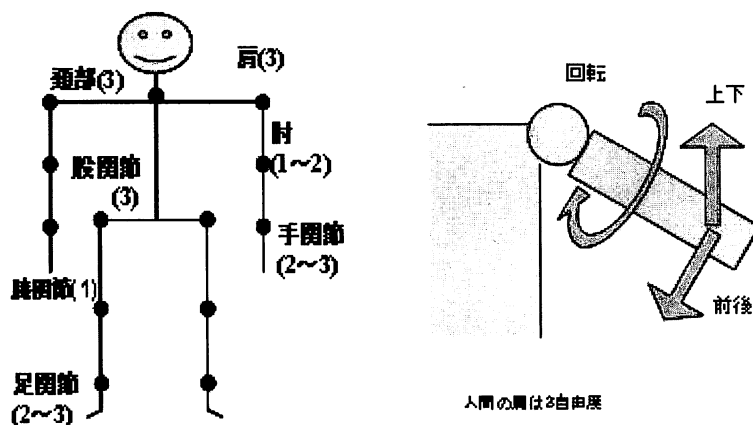 頚部(3)
肩(3)
肘
(1~2)
股関節
(3)
手関節
(2~3)
膝関節(1)
足関節
(2~3)
回転
上下
前後
人間の肩は3自由度